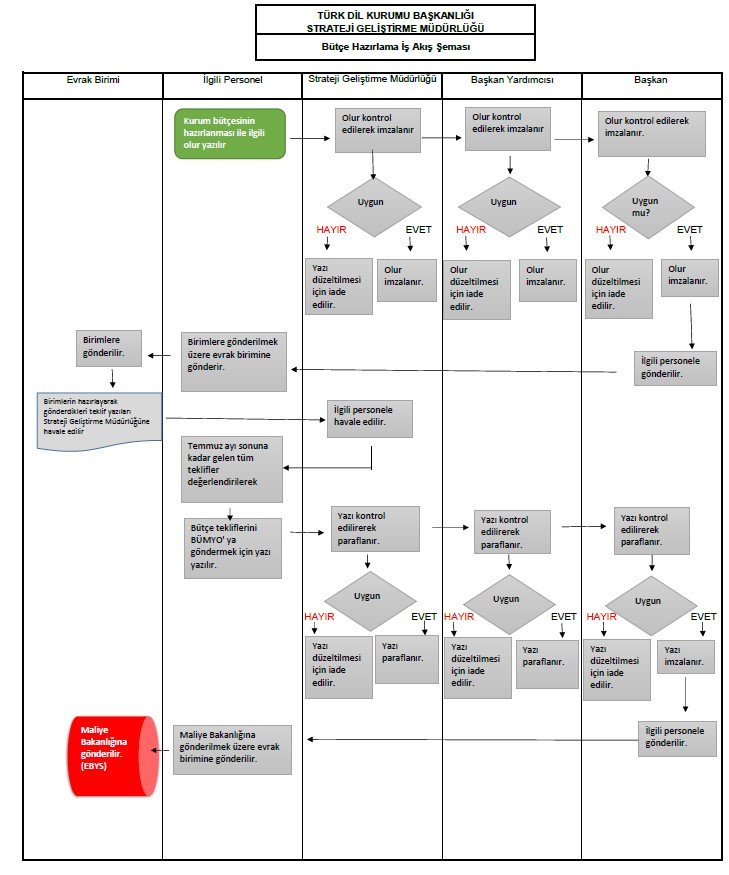 TÜRK DİL KURUMU BAŞKANLIĞI
STRATEJİ GELİŞTİRME MÜDÜRLÜĞÜ
Bütçe Hazırlama İş Akış Şeması
Evrak Birimi
İlgili Personel
Strateji Geliştirme Müdürlüğü
Başkan Yardımcısı
Başkan
Kurum bütçesinin
hazırlanması ile ilgili
olur yazılır
Olur kontrol
edilerek imzalanır
Olur kontrol
edilerek imzalanır
Olur kontrol edilerek
imzalanır.
Uygun
Uygun
Uygun
mu?
HAYIR
EVET
HAYIR
EVET
HAYIR
EVET
Yazı
düzeltilmesi
için iade
edilir.
Olur
imzalanır.
Olur
düzeltilmesi
için iade
edilir.
Olur
imzalanır.
Olur
düzeltilmesi
için iade
edilir.
Olur
imzalanır.
Birimlere
gönderilir.
Birimlere gönderilmek
üzere evrak birimine
gönderir.
İlgili personele
gönderilir.
Birimlerin hazırlayarak
gönderdikleri teklif yazıları
Strateji Geliştirme Müdürlüğüne
havale edilir
İlgili personele
havale edilir.
Temmuz ayı sonuna
kadar gelen tüm
teklifler
değerlendirilerek
Bütçe tekliflerini
BÜMYO' ya
göndermek için yazı
yazılır.
Yazı kontrol
edilirerek
paraflanır.
Yazı kontrol
edilirerek
paraflanır.
Yazı kontrol
edilirerek
paraflanır.
Uygun
Uygun
Uygun
HAYIR
EVET
HAYIR
EVET
HAYIR
EVET
Yazı
düzeltilmesi
için iade
edilir.
Yazı
paraflanır.
Yazı
düzeltilmesi
için iade
edilir.
Yazı
paraflanır.
Yazı
düzeltilmesi
için iade
edilir.
Yazı
imzalanır.
Maliye
Bakanlığına
gönderilir.
(EBYS)
Maliye Bakanlığına
gönderilmek üzere evrak
birimine gönderilir.
İlgili personele
gönderilir.